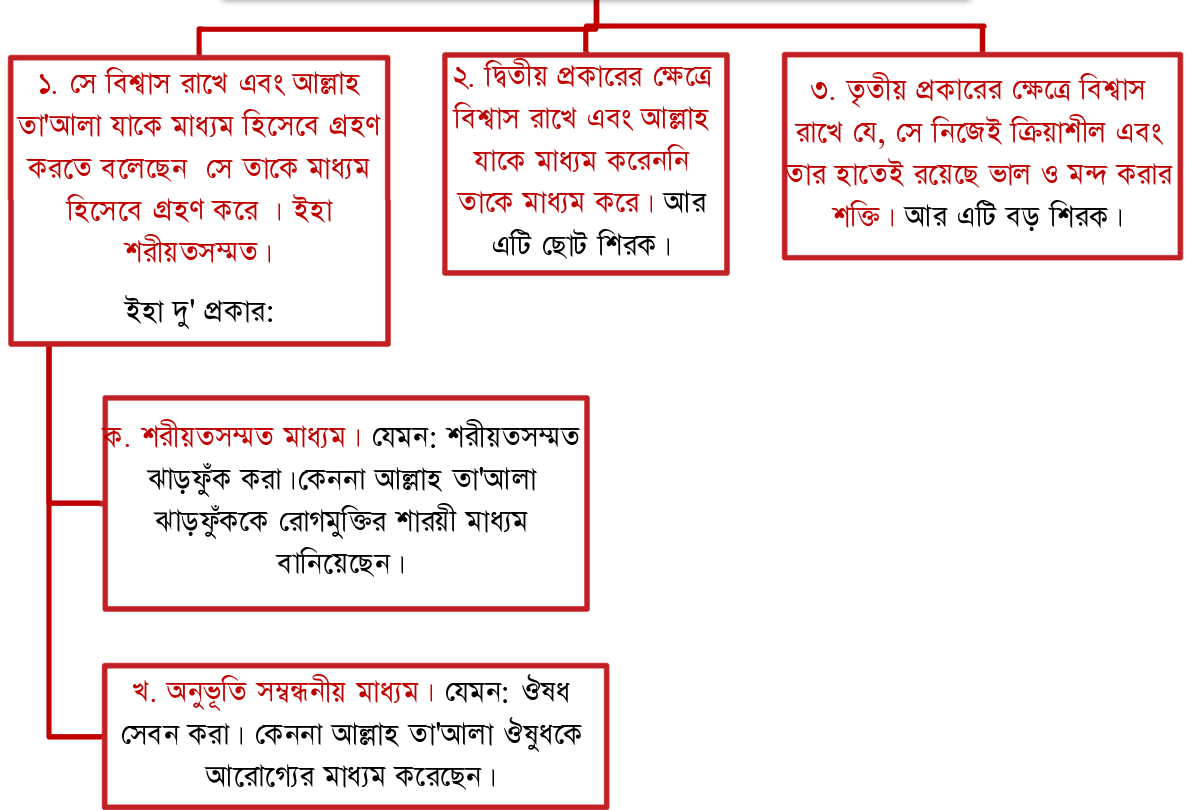 ১. সে বিশ্বাস রাখে এবং আল্লাহ
তা'আলা যাকে মাধ্যম হিসেবে গ্রহণ
করতে বলেছেন সে তাকে মাধ্যম
হিসেবে গ্রহণ করে । ইহা
শরীয়তসম্মত।
ইহা দু' প্রকার:
২. দ্বিতীয় প্রকারের ক্ষেত্রে
বিশ্বাস রাখে এবং আল্লাহ
যাকে মাধ্যম করেননি
তাকে মাধ্যম করে। আর
এটি ছোট শিরক।
৩. তৃতীয় প্রকারের ক্ষেত্রে বিশ্বাস
রাখে যে, সে নিজেই ক্রিয়াশীল এবং
তার হাতেই রয়েছে ভাল ও মন্দ করার
শক্তি। আর এটি বড় শিরক।
ক. শরীয়তসম্মত মাধ্যম। যেমন: শরীয়তসম্মত
ঝাড়ফুঁক করা।কেননা আল্লাহ তা'আলা
ঝাড়ফুঁককে রোগমুক্তির শারয়ী মাধ্যম
বানিয়েছেন।
খ. অনুভূতি সম্বন্ধনীয় মাধ্যম। যেমন: ঔষধ
সেবন করা। কেননা আল্লাহ তা'আলা ঔষুধকে
আরোগ্যের মাধ্যম করেছেন।